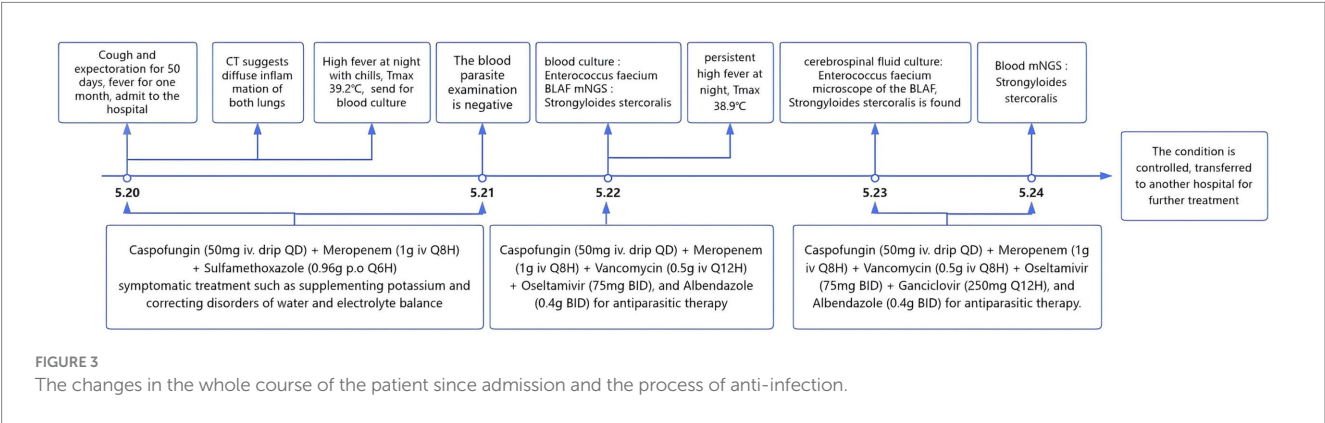 Cough and
expectoration for 50
days, fever for one
month, admit to the
hospital
CT suggests
diffuse inflam
mation of
both lungs
High fever at night
with chills, Tmax
39.2℃, send for
blood culture
The blood
parasite
examination
is negative
blood culture :
Enterococcus faecium
BLAF mNGS :
Strongyloides stercoralis
persistent
high fever at
night, Tmax
38.9℃
cerebrospinal fluid culture:
Enterococcus faecium
microscope of the BLAF,
Strongyloides stercoralis is found
Blood mNGS :
Strongyloides
stercoralis
The condition is
controlled, transferred
to another hospital for
further treatment
5.20
5.21
5.22
5.23
5.24
Caspofungin (50mg iv. drip QD) + Meropenem (1g iv Q8H)
+ Sulfamethoxazole (0.96g p.o Q6H)
symptomatic treatment such as supplementing potassium and
correcting disorders of water and electrolyte balance
Caspofungin (50mg iv. drip QD) + Meropenem
(1g iv Q8H) + Vancomycin (0.5g iv Q12H)
+ Oseltamivir (75mg BID), and Albendazole
(0.4g BID) for antiparasitic therapy
Caspofungin (50mg iv. drip QD) + Meropenem (1g
iv Q8H) + Vancomycin (0.5g iv Q8H) + Oseltamivir
(75mg BID) + Ganciclovir (250mg Q12H), and
Albendazole (0.4g BID) for antiparasitic therapy.
FIGURE 3
The changes in the whole course of the patient since admission and the process of anti-infection.